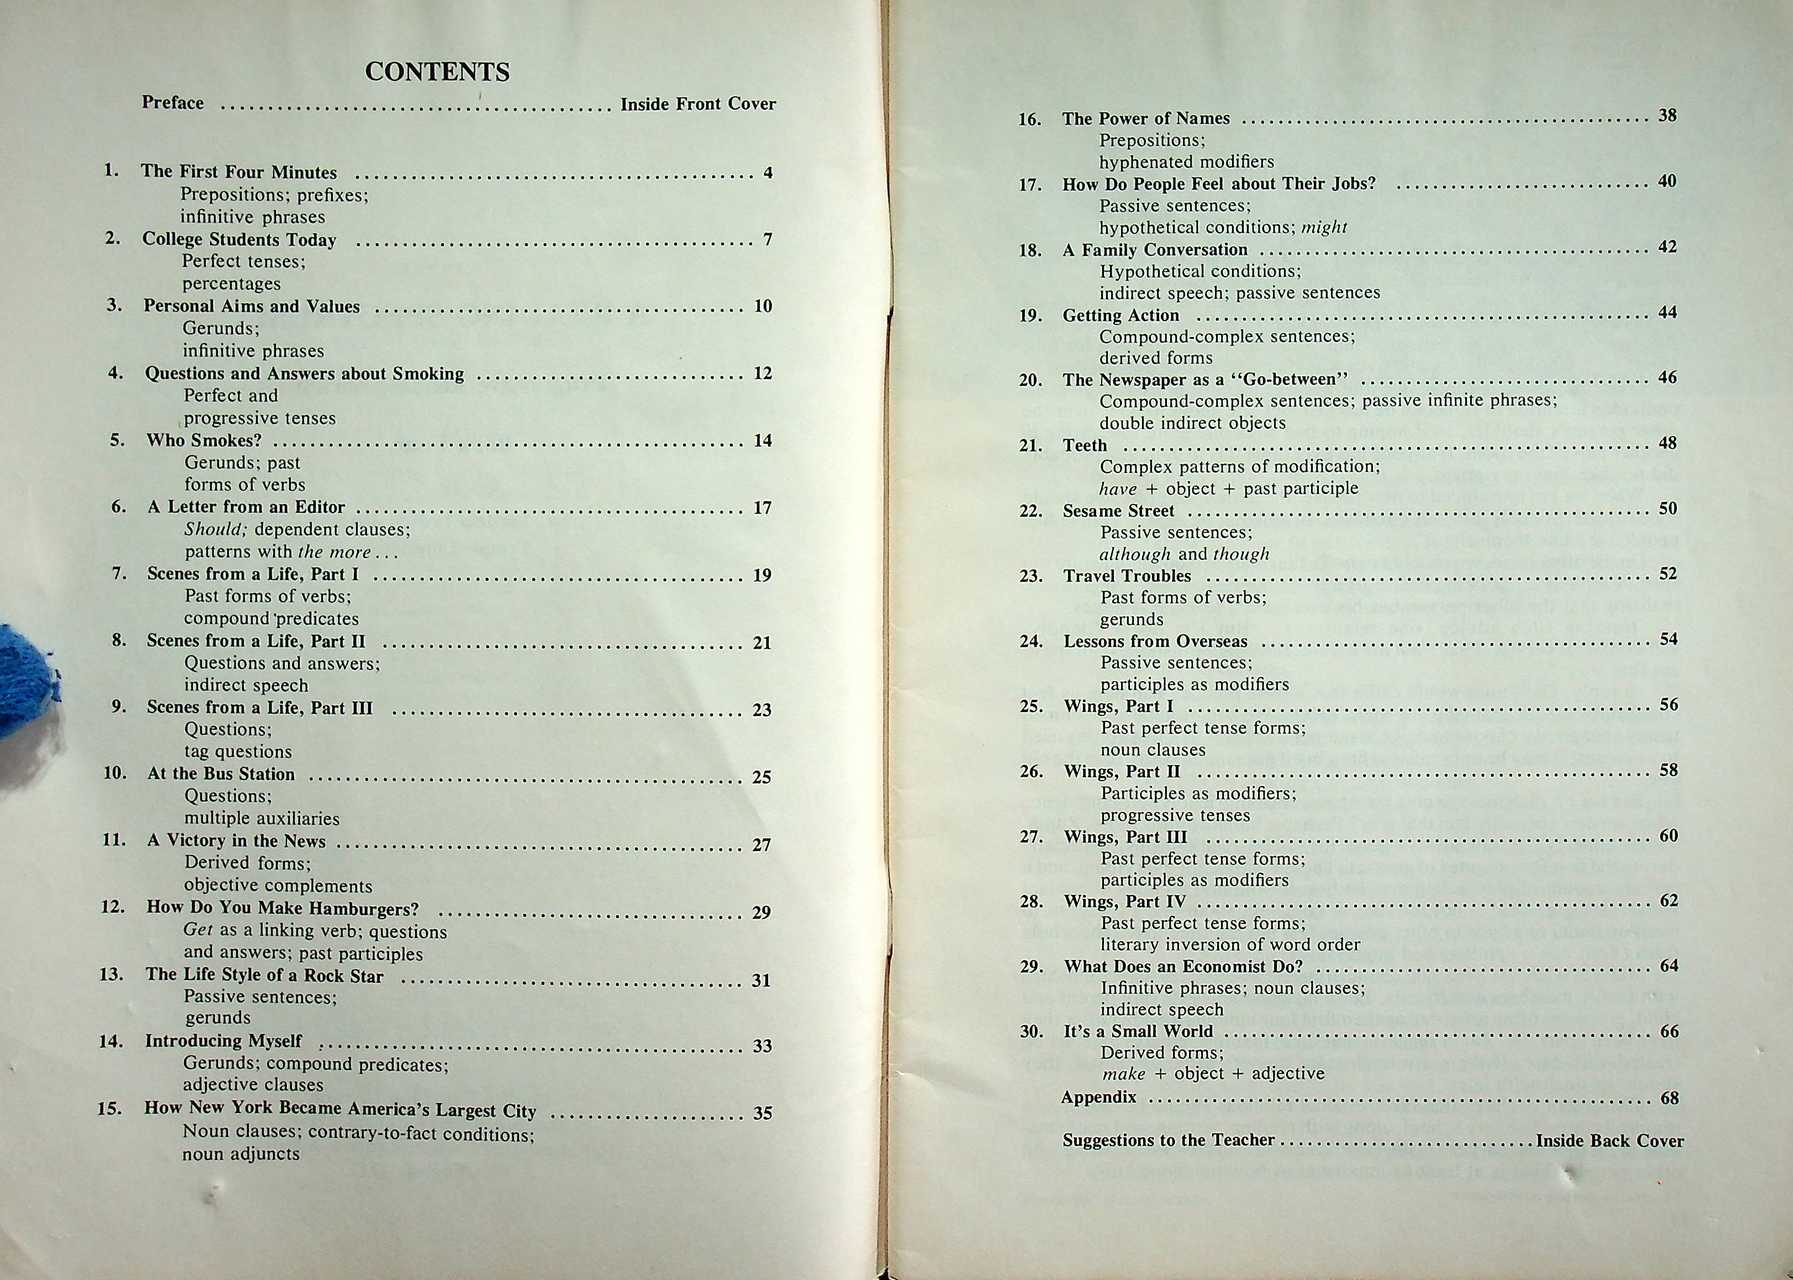 CONTENTS
Preface ........................................ Inside Front Cover
1. The First Four Minutes ........................................ 4
Prepositions; prefixes;
infinitive phrases
2. College Students Today ........................................ 7
Perfect tenses;
percentages
3. Personal Aims and Values ........................................ 10
Gerunds;
infinitive phrases
4. Questions and Answers about Smoking ............................ 12
Perfect and
progressive tenses
5. Who Smokes? ........................................ 14
Gerunds; past
forms of verbs
6. A Letter from an Editor ........................................ 17
Should; dependent clauses;
patterns with the more . . .
7. Scenes from a Life, Part I ........................................ 19
Past forms of verbs;
compound predicates
8. Scenes from a Life, Part II ........................................ 21
Questions and answers;
indirect speech
9. Scenes from a Life, Part III ........................................ 23
Questions;
tag questions
10. At the Bus Station ........................................ 25
Questions;
multiple auxiliaries
11. A Victory in the News ........................................ 27
Derived forms;
objective complements
12. How Do You Make Hamburgers? ................................ 29
Get as a linking verb; questions
and answers; past participles
13. The Life Style of a Rock Star .................................... 31
Passive sentences;
gerunds
14. Introducing Myself ........................................ 33
Gerunds; compound predicates;
adjective clauses
15. How New York Became America's Largest City ..................... 35
Noun clauses; contrary-to-fact conditions;
noun adjuncts
16. The Power of Names ........................................ 38
Prepositions;
hyphenated modifiers
17. How Do People Feel about Their Jobs? ............................ 40
Passive sentences;
hypothetical conditions; might
18. A Family Conversation ........................................ 42
Hypothetical conditions;
indirect speech; passive sentences
19. Getting Action ........................................ 44
Compound-complex sentences;
derived forms
20. The Newspaper as a “Go-between” ................................ 46
Compound-complex sentences; passive infinite phrases;
double indirect objects
21. Teeth ........................................ 48
Complex patterns of modification;
have + object + past participle
22. Sesame Street ........................................ 50
Passive sentences;
although and though
23. Travel Troubles ........................................ 52
Past forms of verbs;
gerunds
24. Lessons from Overseas ........................................ 54
Passive sentences;
participles as modifiers
25. Wings, Part I ........................................ 56
Past perfect tense forms;
noun clauses
26. Wings, Part II ........................................ 58
Participles as modifiers;
progressive tenses
27. Wings, Part III ........................................ 60
Past perfect tense forms;
participles as modifiers
28. Wings, Part IV ........................................ 62
Past perfect tense forms;
literary inversion of word order
29. What Does an Economist Do? .................................... 64
Infinitive phrases; noun clauses;
indirect speech
30. It's a Small World ........................................ 66
Derived forms;
make + object + adjective
Appendix ........................................ 68
Suggestions to the Teacher ............................ Inside Back Cover